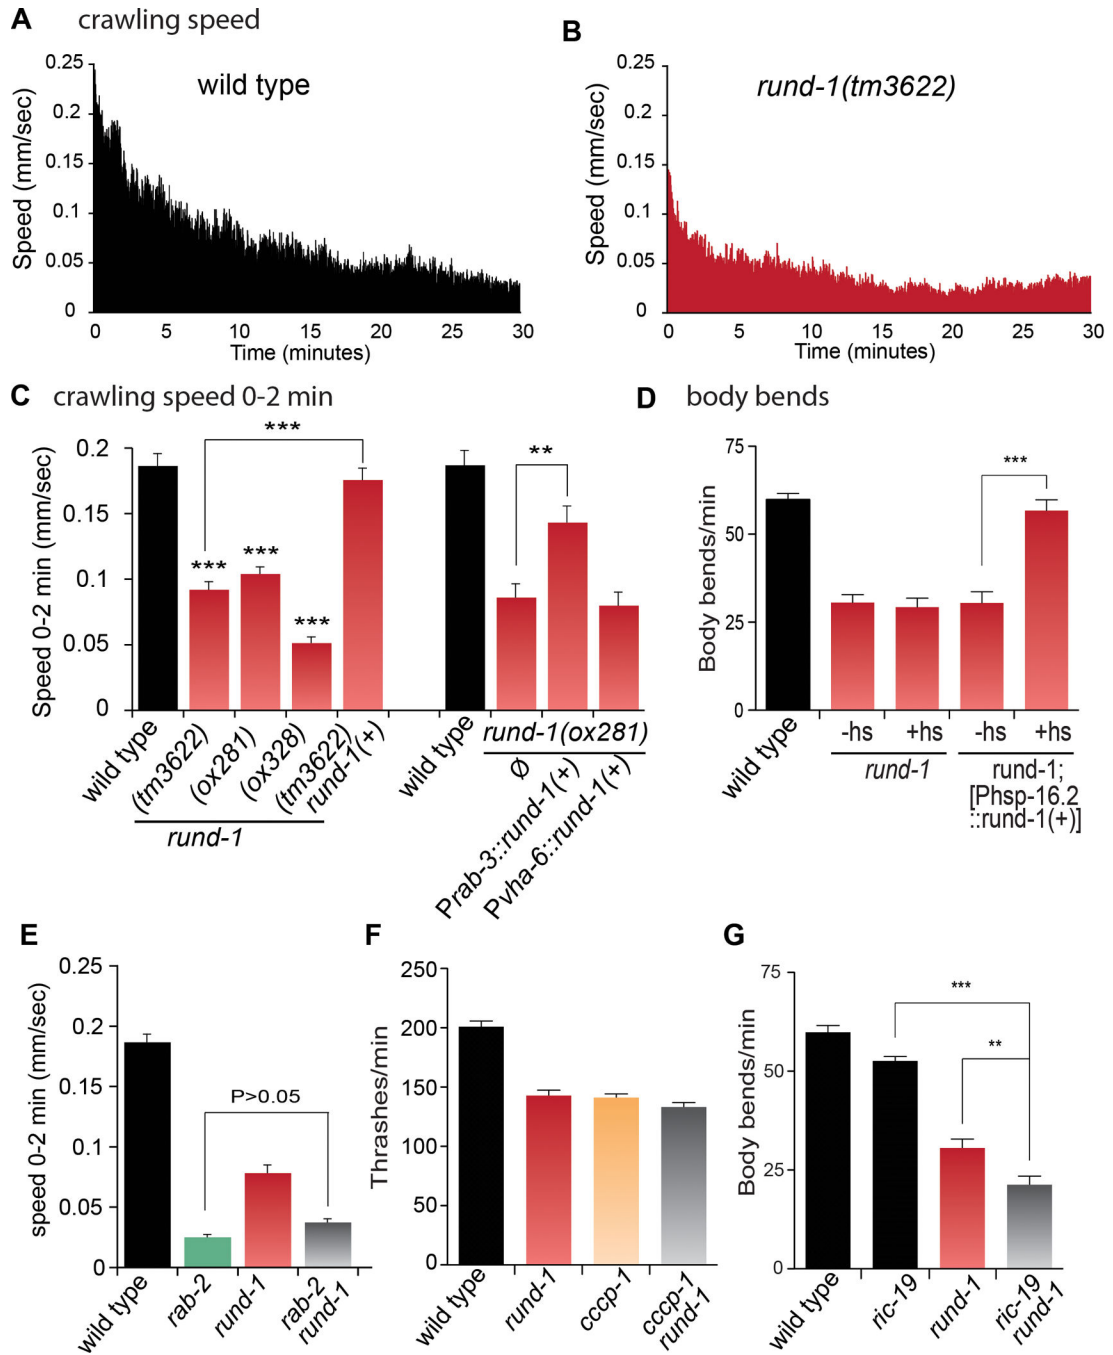 A crawling speed
B
0.25
0.2
0.15
0.1
0.05
0
Speed (mm/sec)
wild type
0 5 10 15 20 25 30
Time (minutes)
0.25
0.2
0.15
0.1
0.05
0
Speed (mm/sec)
rund-1(tm3622)
0 5 10 15 20 25 30
Time (minutes)
C crawling speed 0-2 min
0.2
0.15
0.1
0.05
0
Speed 0-2 min (mm/sec)
***
***
***
***
**
wild type
(tm3622)
(ox281)
(ox328)
(tm3622)
rund-1(+)
rund-1
wild type
rund-1(ox281)
Ø
Prab-3::rund-1(+)
Pvha-6::rund-1(+)
D body bends
75
50
25
0
Body bends/min
***
wild type
-hs +hs -hs +hs
rund-1
rund-1;
[Phsp-16.2
::rund-1(+)]
E
0.25
0.2
0.15
0.1
0.05
0
speed 0-2 min (mm/sec)
P>0.05
wild type
rab-2
rund-1
rab-2
rund-1
F
250
200
150
100
50
0
Thrashes/min
wild type
rund-1
cccp-1
cccp-1
rund-1
G
75
50
25
0
Body bends/min
***
**
wild type
ric-19
rund-1
ric-19
rund-1